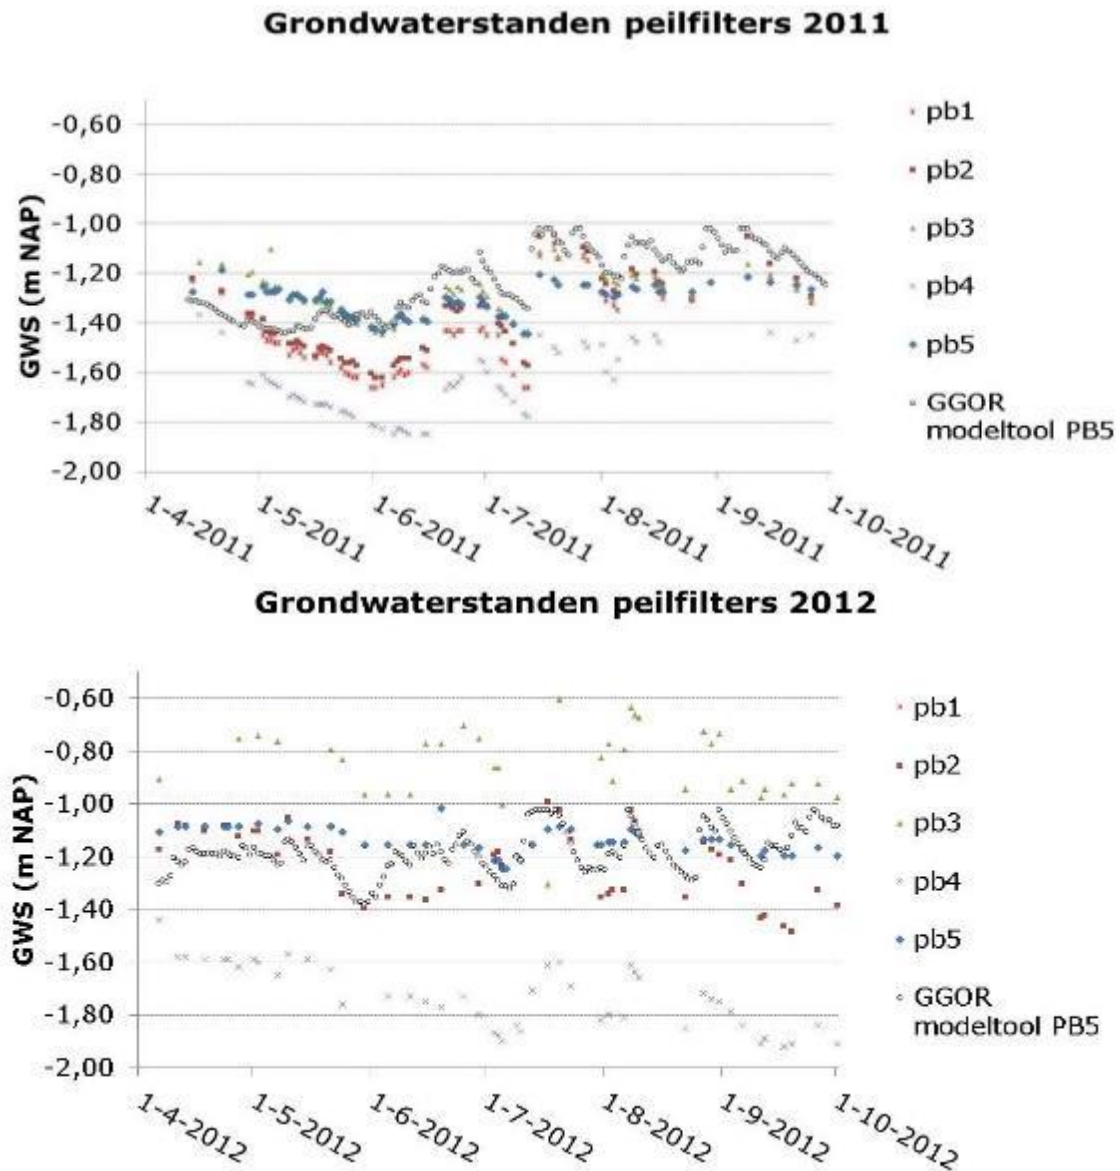 Grondwaterstanden peilfilters 2011
GWS (m NAP)
-0,60
-0,80
-1,00
-1,20
-1,40
-1,60
-1,80
-2,00
1-4-2011
1-5-2011
1-6-2011
1-7-2011
1-8-2011
1-9-2011
1-10-2011
pb1
pb2
pb3
pb4
pb5
GGOR
modeltool PB5
Grondwaterstanden peilfilters 2012
GWS (m NAP)
-0,60
-0,80
-1,00
-1,20
-1,40
-1,60
-1,80
-2,00
1-4-2012
1-5-2012
1-6-2012
1-7-2012
1-8-2012
1-9-2012
1-10-2012
pb1
pb2
pb3
pb4
pb5
GGOR
modeltool PB5